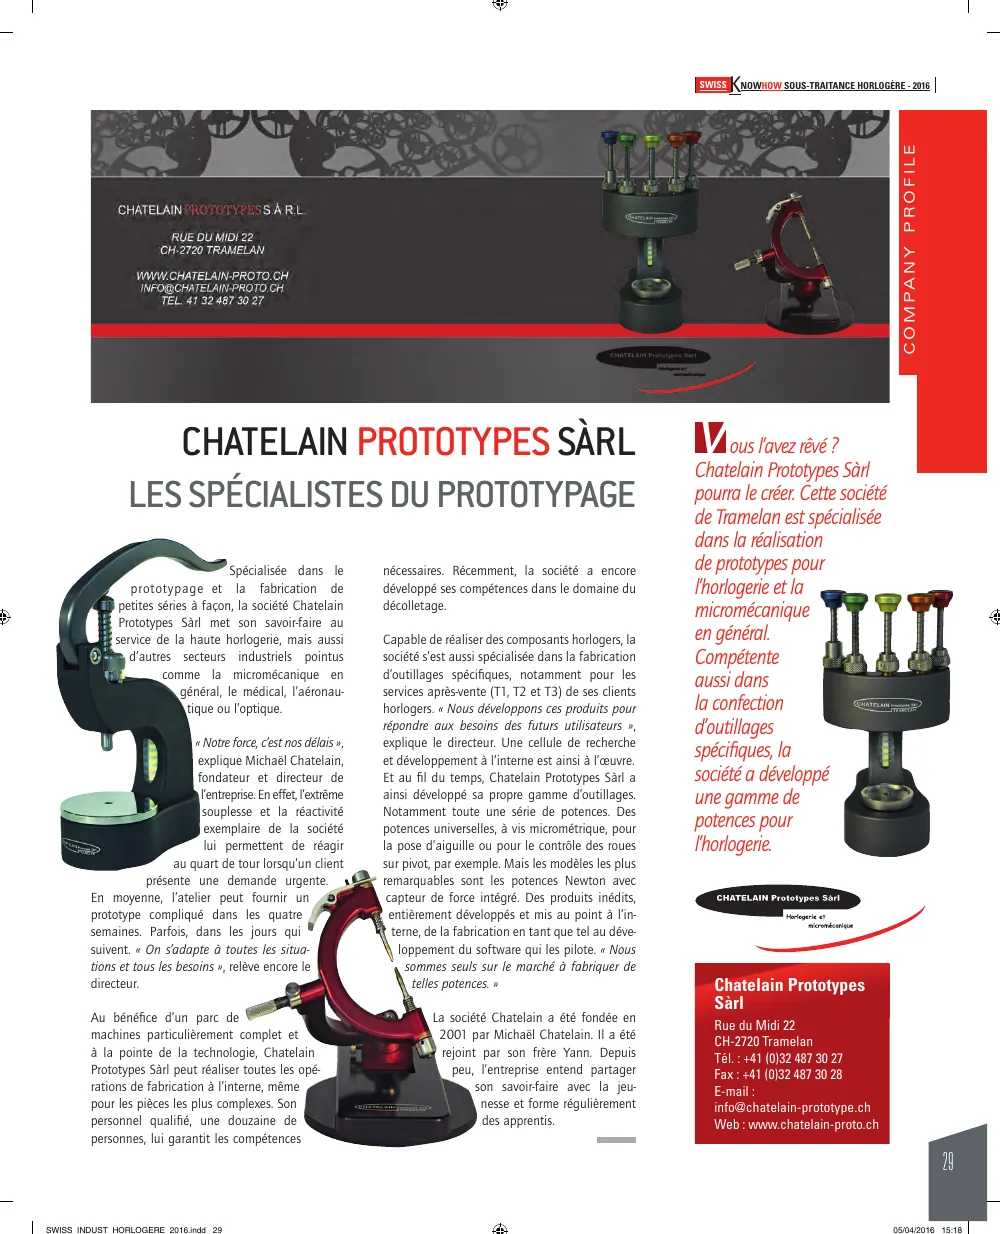 SWISS KNOWHOW SOUS-TRAITANCE HORLOGÈRE - 2016
COMPANY PROFILE
CHATELAIN PROTOTYPES S.À R.L.
RUE DU MIDI 22
CH-2720 TRAMELAN
WWW.CHATELAIN-PROTO.CH
INFO@CHATELAIN-PROTO.CH
TEL. 41 32 487 30 27
CHATELAIN Prototypes Sàrl
Horlogerie et
micromécanique
CHATELAIN PROTOTYPES SÀRL
LES SPÉCIALISTES DU PROTOTYPAGE
Spécialisée dans le
prototypage et la fabrication de
petites séries à façon, la société Chatelain
Prototypes Sàrl met son savoir-faire au
service de la haute horlogerie, mais aussi
d'autres secteurs industriels pointus
comme la micromécanique en
général, le médical, l'aéronau-
tique ou l'optique.
« Notre force, c'est nos délais »,
explique Michaël Chatelain,
fondateur et directeur de
l'entreprise. En effet, l'extrême
souplesse et la réactivité
exemplaire de la société
lui permettent de réagir
au quart de tour lorsqu'un client
présente une demande urgente.
En moyenne, l'atelier peut fournir un
prototype compliqué dans les quatre
semaines. Parfois, dans les jours qui
suivent. « On s'adapte à toutes les situa-
tions et tous les besoins », relève encore le
directeur.
Au bénéfice d'un parc de
machines particulièrement complet et
à la pointe de la technologie, Chatelain
Prototypes Sàrl peut réaliser toutes les opé-
rations de fabrication à l'interne, même
pour les pièces les plus complexes. Son
personnel qualifié, une douzaine de
personnes, lui garantit les compétences
nécessaires. Récemment, la société a encore
développé ses compétences dans le domaine du
décolletage.
Capable de réaliser des composants horlogers, la
société s'est aussi spécialisée dans la fabrication
d'outillages spécifiques, notamment pour les
services après-vente (T1, T2 et T3) de ses clients
horlogers. « Nous développons ces produits pour
répondre aux besoins des futurs utilisateurs »,
explique le directeur. Une cellule de recherche
et développement à l'interne est ainsi à l'œuvre.
Et au fil du temps, Chatelain Prototypes Sàrl a
ainsi développé sa propre gamme d'outillages.
Notamment toute une série de potences. Des
potences universelles, à vis micrométrique, pour
la pose d'aiguille ou pour le contrôle des roues
sur pivot, par exemple. Mais les modèles les plus
remarquables sont les potences Newton avec
capteur de force intégré. Des produits inédits,
entièrement développés et mis au point à l'in-
terne, de la fabrication en tant que tel au déve-
loppement du software qui les pilote. « Nous
sommes seuls sur le marché à fabriquer de
telles potences. »
La société Chatelain a été fondée en
2001 par Michaël Chatelain. Il a été
rejoint par son frère Yann. Depuis
peu, l'entreprise entend partager
son savoir-faire avec la jeu-
nesse et forme régulièrement
des apprentis.
Vous l'avez rêvé ?
Chatelain Prototypes Sàrl
pourra le créer. Cette société
de Tramelan est spécialisée
dans la réalisation
de prototypes pour
l'horlogerie et la
micromécanique
en général.
Compétente
aussi dans
la confection
d'outillages
spécifiques, la
société a développé
une gamme de
potences pour
l'horlogerie.
CHATELAIN Prototypes Sàrl
Horlogerie et
micromécanique
Chatelain Prototypes
Sàrl
Rue du Midi 22
CH-2720 Tramelan
Tél. : +41 (0)32 487 30 27
Fax : +41 (0)32 487 30 28
E-mail :
info@chatelain-prototype.ch
Web : www.chatelain-proto.ch
29
SWISS INDUST HORLOGERE 2016.indd 29
05/04/2016 15:18